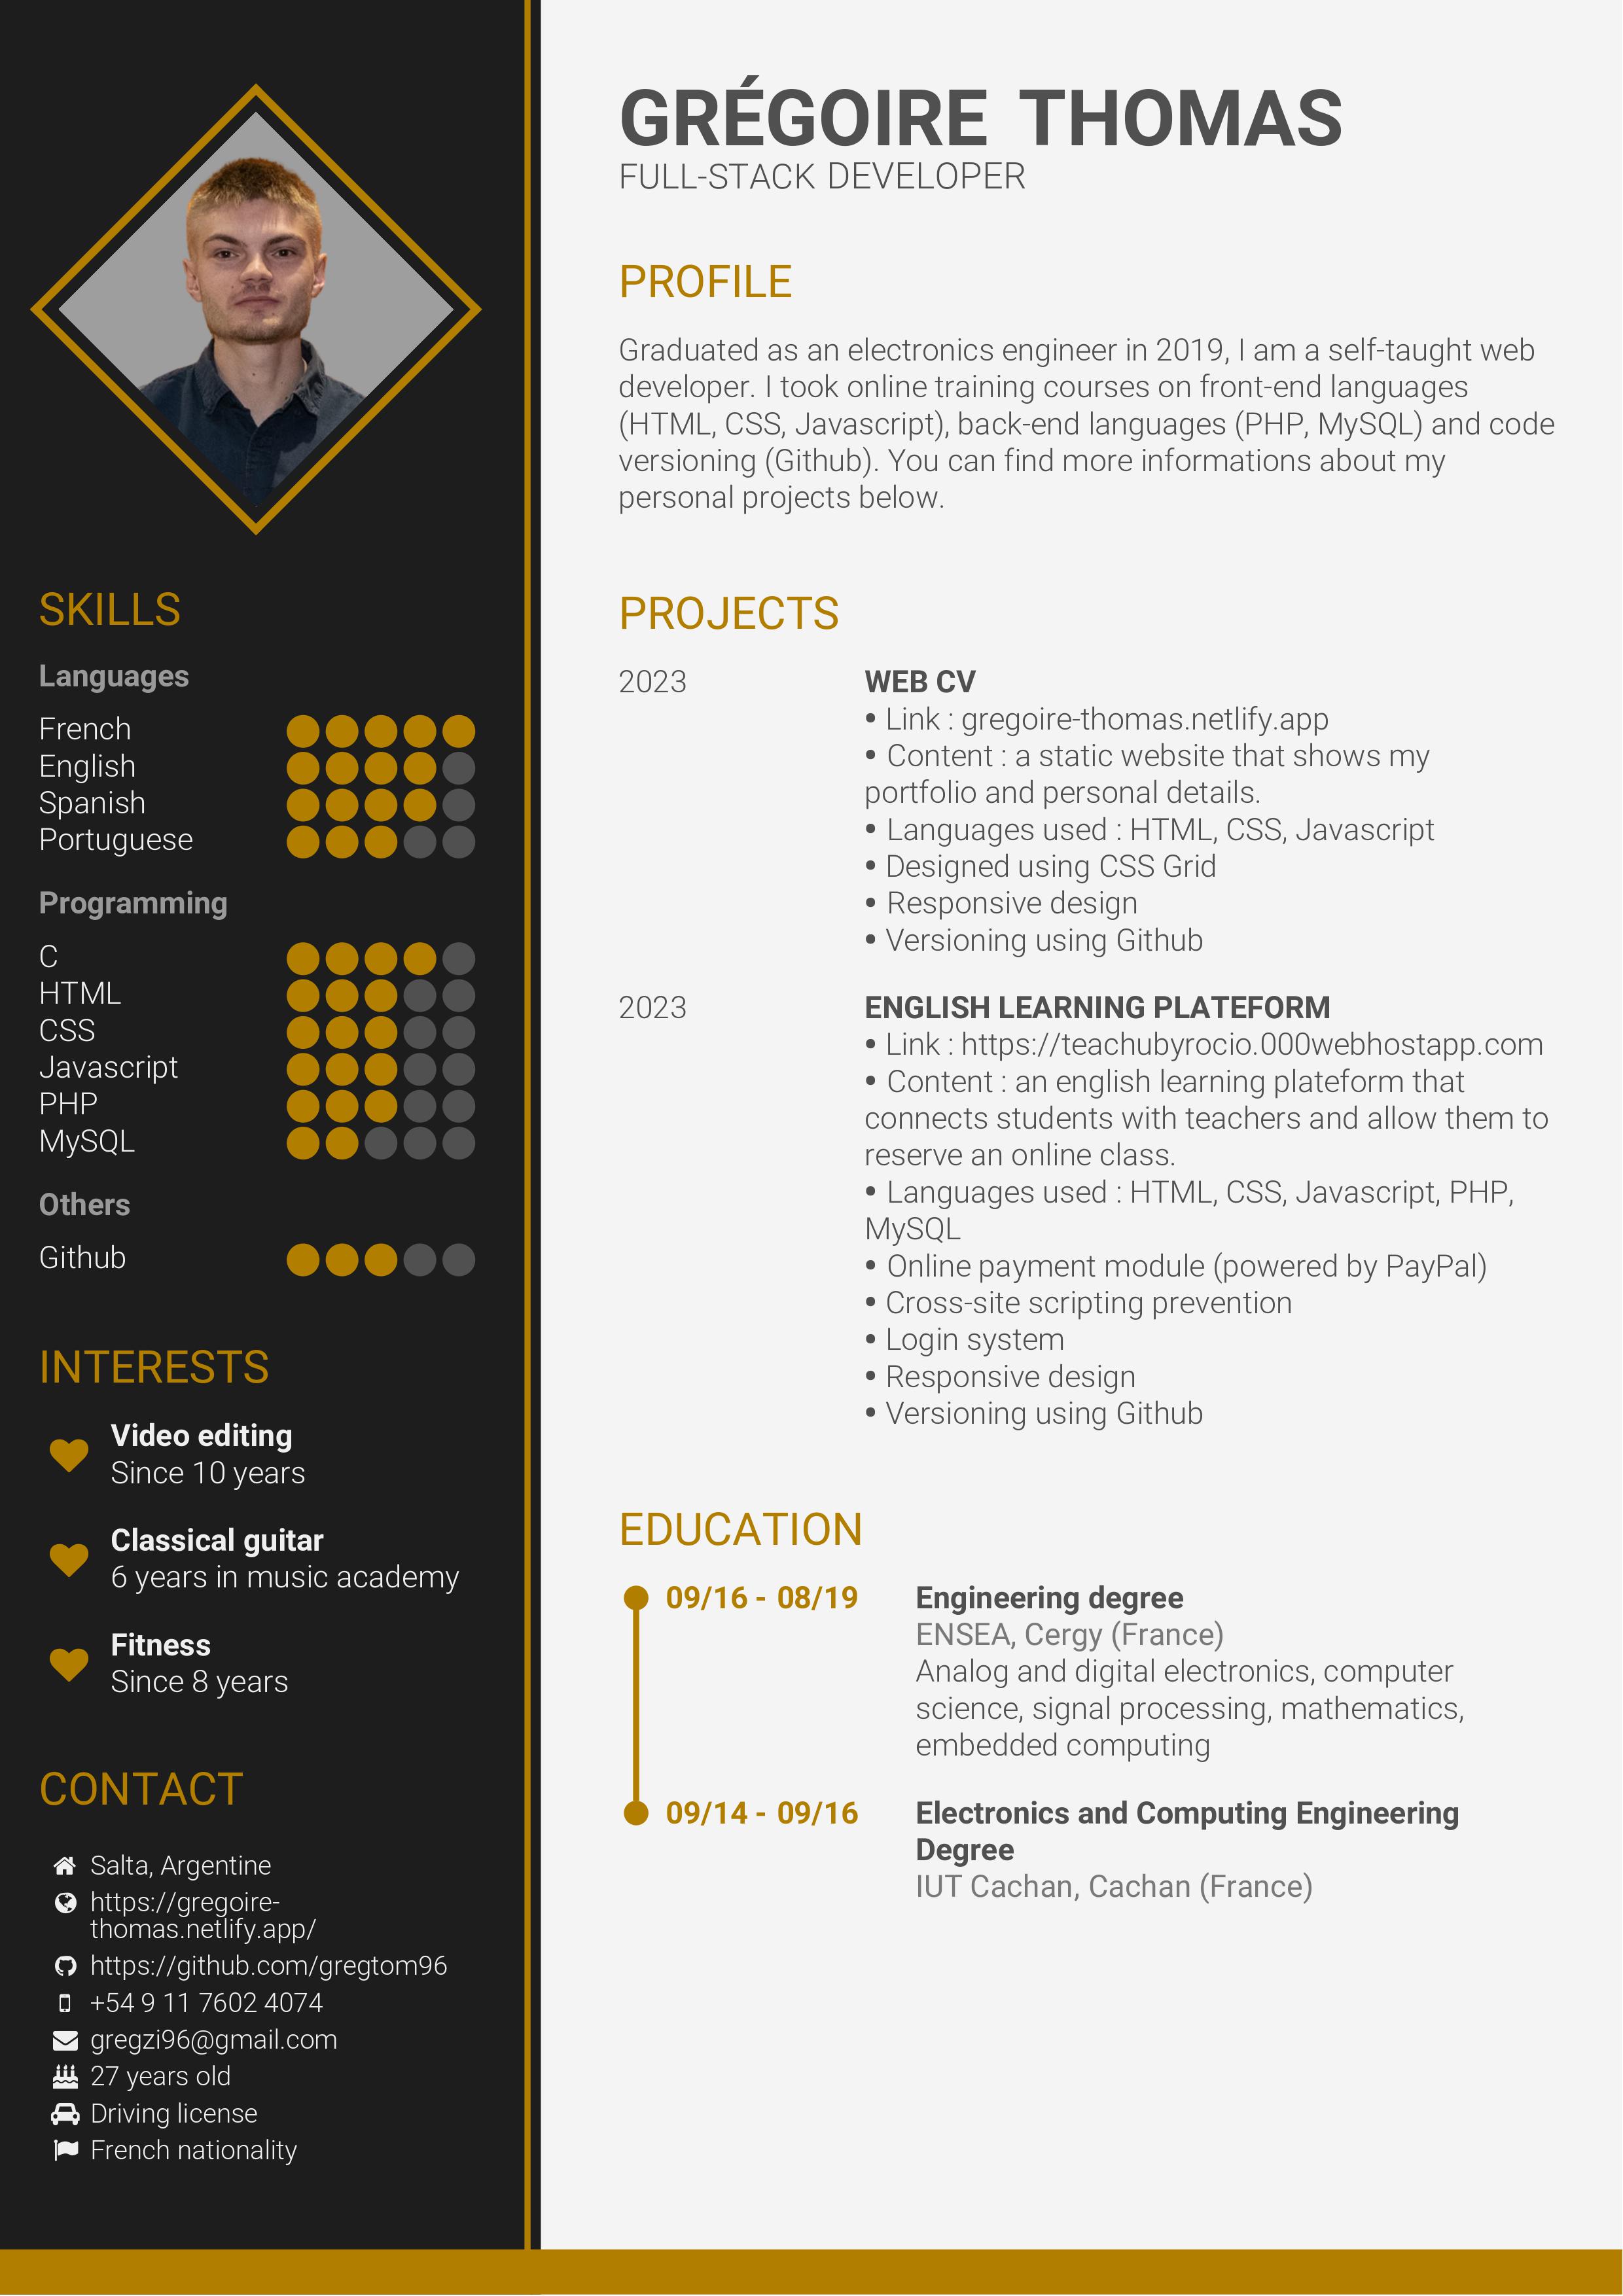 GRÉGOIRE THOMAS
FULL-STACK DEVELOPER
PROFILE
Graduated as an electronics engineer in 2019, I am a self-taught web
developer. I took online training courses on front-end languages
(HTML, CSS, Javascript), back-end languages (PHP, MySQL) and code
versioning (Github). You can find more informations about my
personal projects below.
PROJECTS
2023
WEB CV
• Link : gregoire-thomas.netlify.app
• Content : a static website that shows my
portfolio and personal details.
• Languages used : HTML, CSS, Javascript
• Designed using CSS Grid
• Responsive design
• Versioning using Github
2023
ENGLISH LEARNING PLATEFORM
• Link : https://teachubyrocio.000webhostapp.com
• Content : an english learning plateform that
connects students with teachers and allow them to
reserve an online class.
• Languages used : HTML, CSS, Javascript, PHP,
MySQL
• Online payment module (powered by PayPal)
• Cross-site scripting prevention
• Login system
• Responsive design
• Versioning using Github
EDUCATION
09/16 - 08/19
Engineering degree
ENSEA, Cergy (France)
Analog and digital electronics, computer
science, signal processing, mathematics,
embedded computing
09/14 - 09/16
Electronics and Computing Engineering
Degree
IUT Cachan, Cachan (France)
SKILLS
Languages
French
English
Spanish
Portuguese
Programming
C
HTML
CSS
Javascript
PHP
MySQL
Others
Github
INTERESTS
Video editing
Since 10 years
Classical guitar
6 years in music academy
Fitness
Since 8 years
CONTACT
Salta, Argentine
https://gregoire-
thomas.netlify.app/
https://github.com/gregtom96
+54 9 11 7602 4074
gregzi96@gmail.com
27 years old
Driving license
French nationality